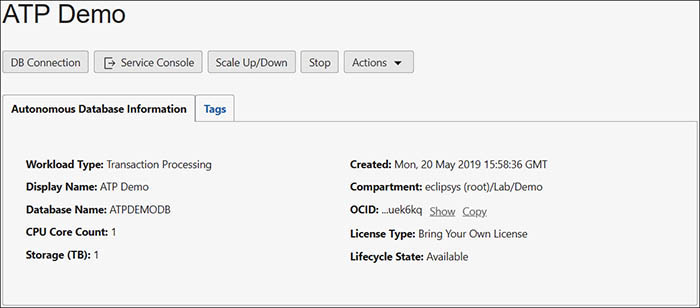 ATP Demo
DB Connection Service Console Scale Up/Down Stop Actions
Autonomous Database Information Tags
Workload Type: Transaction Processing
Display Name: ATP Demo
Database Name: ATPDEMODB
CPU Core Count: 1
Storage (TB): 1
Created: Mon, 20 May 2019 15:58:36 GMT
Compartment: eclipsys (root)/Lab/Demo
OCID: ...uek6kq Show Copy
License Type: Bring Your Own License
Lifecycle State: Available